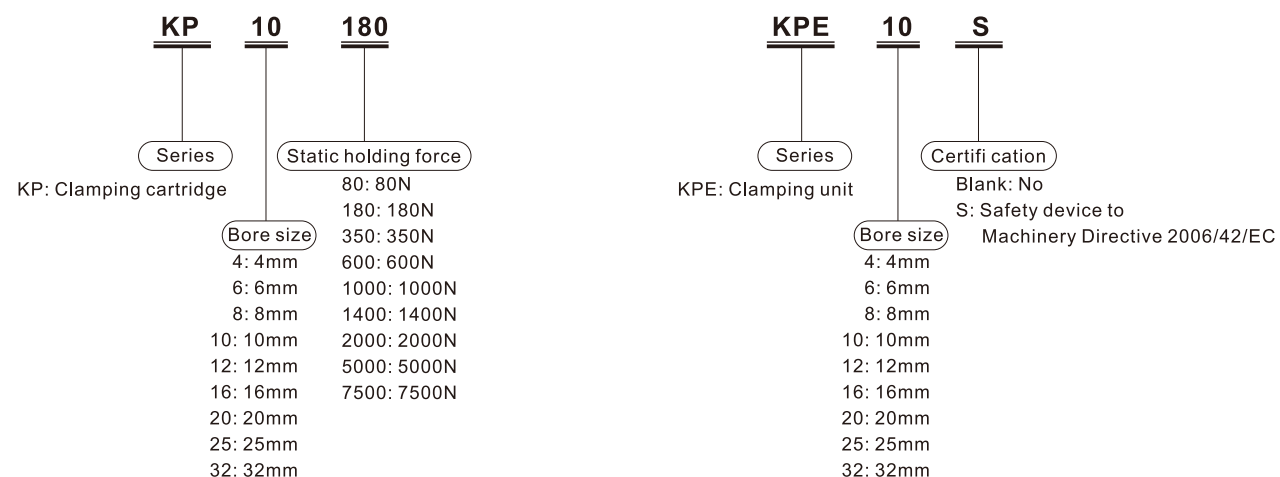 KP 10 180
Series
KP: Clamping cartridge
Static holding force
80: 80N
180: 180N
350: 350N
600: 600N
1000: 1000N
1400: 1400N
2000: 2000N
5000: 5000N
7500: 7500N
Bore size
4: 4mm
6: 6mm
8: 8mm
10: 10mm
12: 12mm
16: 16mm
20: 20mm
25: 25mm
32: 32mm
KPE 10 S
Series
KPE: Clamping unit
Certifi cation
Blank: No
S: Safety device to
Machinery Directive 2006/42/EC
Bore size
4: 4mm
6: 6mm
8: 8mm
10: 10mm
12: 12mm
16: 16mm
20: 20mm
25: 25mm
32: 32mm